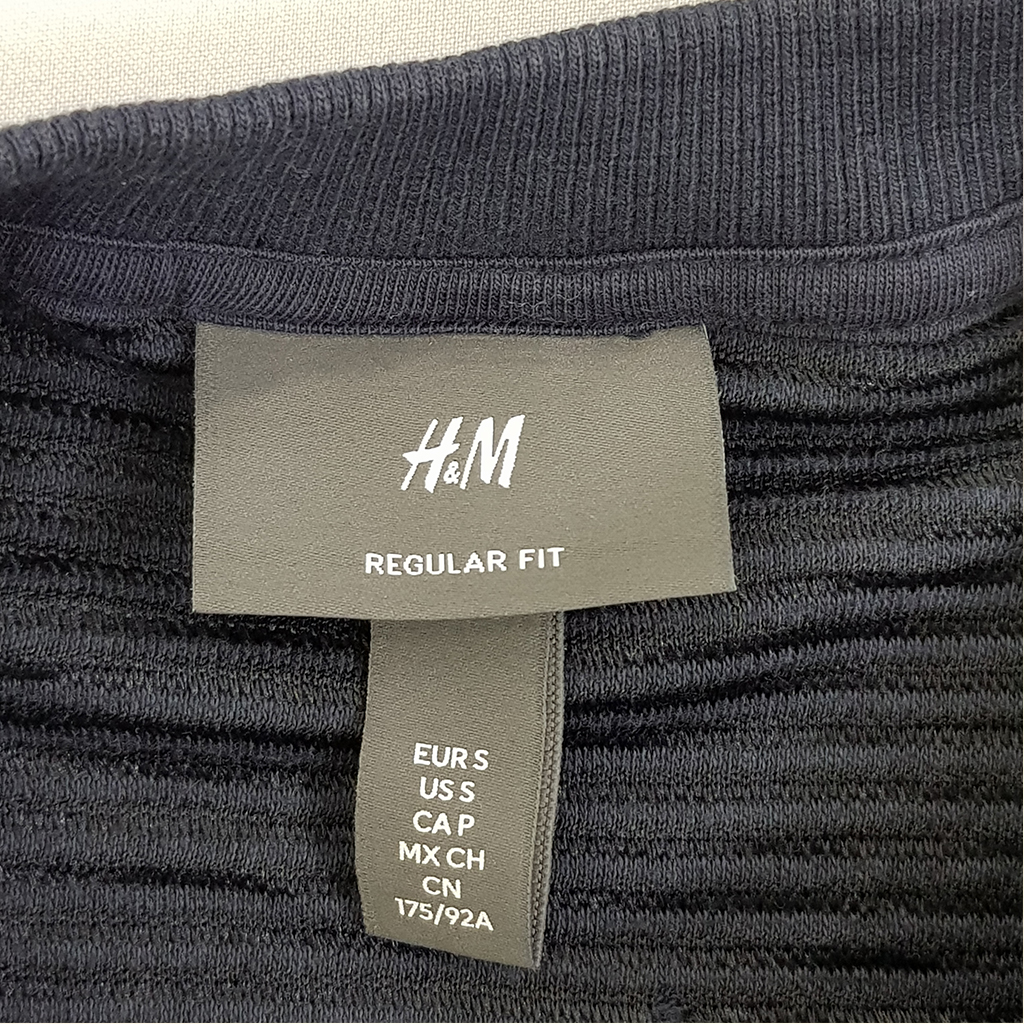 H&M
REGULAR FIT
EUR S
US S
CA P
MX CH
CN
175/92A